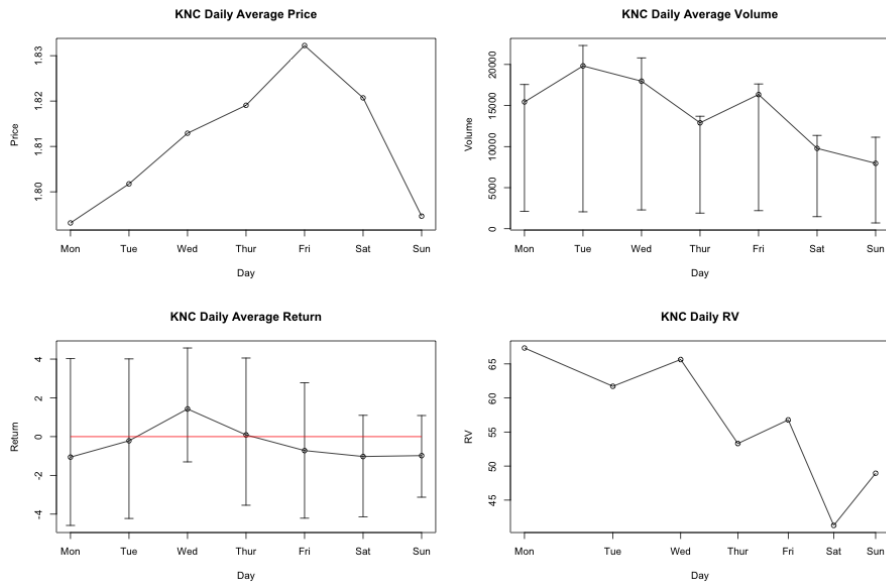 KNC Daily Average Price
Price
1.83
1.82
1.81
1.80
Mon Tue Wed Thur Fri Sat Sun
Day
KNC Daily Average Volume
Volume
20000
15000
10000
5000
0
Mon Tue Wed Thur Fri Sat Sun
Day
KNC Daily Average Return
Return
4
2
0
-2
-4
Mon Tue Wed Thur Fri Sat Sun
Day
KNC Daily RV
RV
65
60
55
50
45
Mon Tue Wed Thur Fri Sat Sun
Day